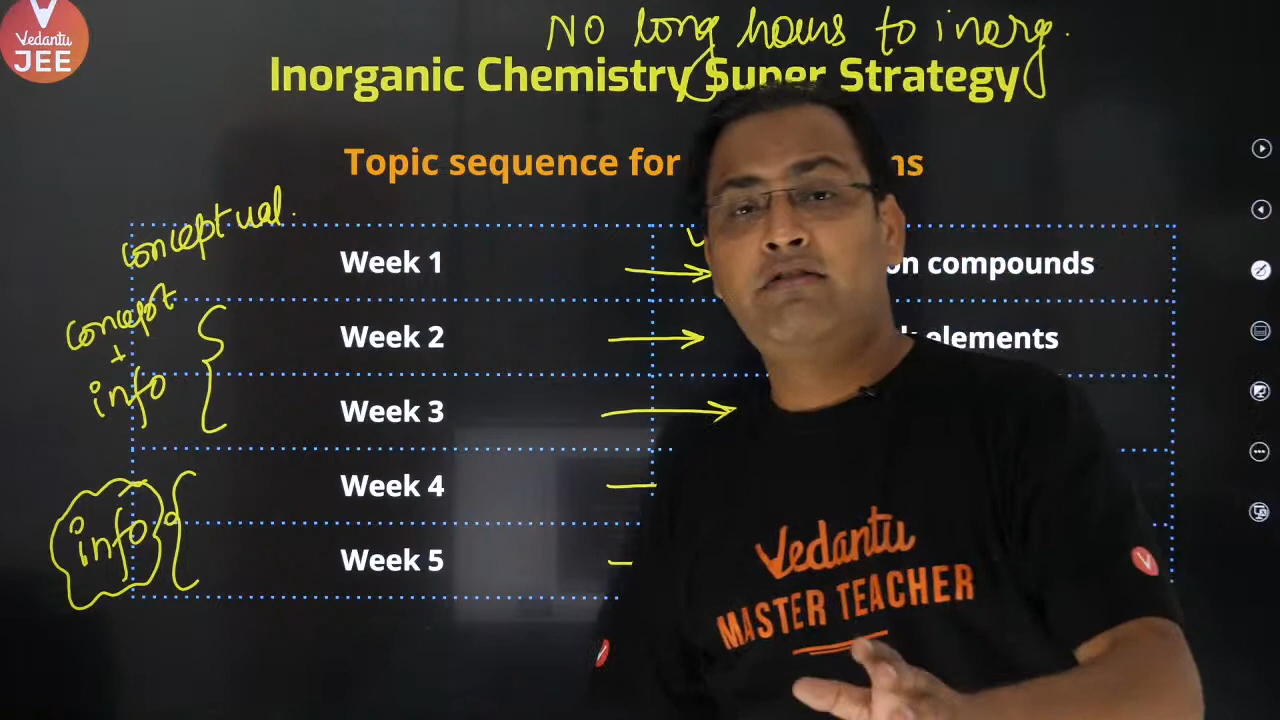 Vedantu
JEE
No long hours to inorg.
Inorganic Chemistry Super Strategy
Topic sequence for
conceptual.
Week 1 on compounds
concept
+
info
Week 2 elements
Week 3
info
Week 4
Week 5
Vedantu
MASTER TEACHER